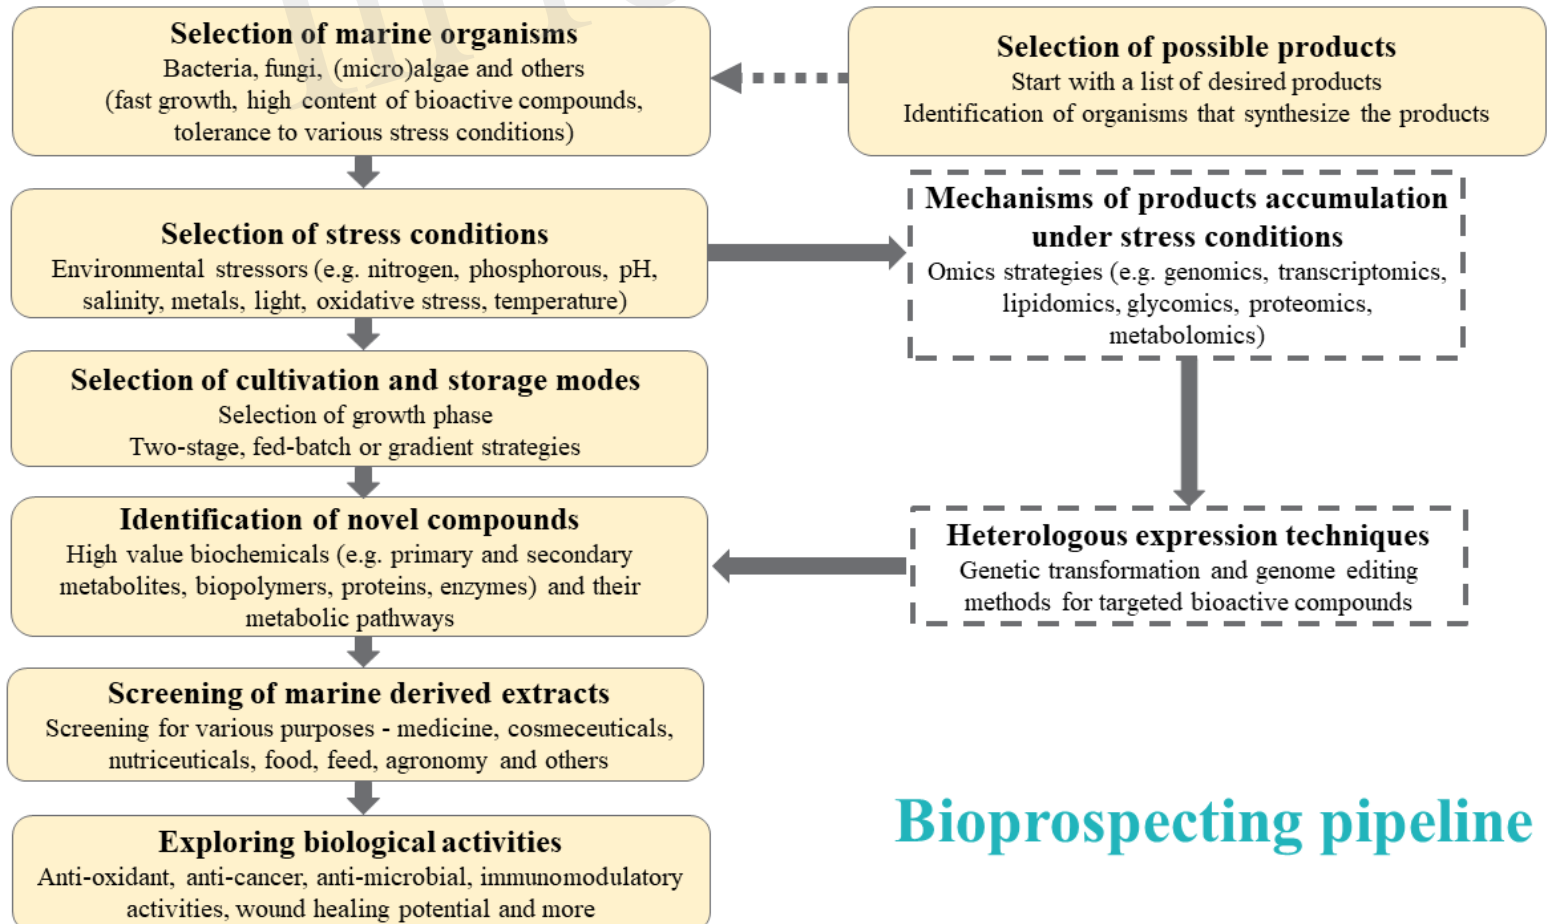 Selection of marine organisms
Bacteria, fungi, (micro)algae and others
(fast growth, high content of bioactive compounds,
tolerance to various stress conditions)
Selection of possible products
Start with a list of desired products
Identification of organisms that synthesize the products
Selection of stress conditions
Environmental stressors (e.g. nitrogen, phosphorous, pH,
salinity, metals, light, oxidative stress, temperature)
Mechanisms of products accumulation
under stress conditions
Omics strategies (e.g. genomics, transcriptomics,
lipidomics, glycomics, proteomics,
metabolomics)
Selection of cultivation and storage modes
Selection of growth phase
Two-stage, fed-batch or gradient strategies
Identification of novel compounds
High value biochemicals (e.g. primary and secondary
metabolites, biopolymers, proteins, enzymes) and their
metabolic pathways
Heterologous expression techniques
Genetic transformation and genome editing
methods for targeted bioactive compounds
Screening of marine derived extracts
Screening for various purposes - medicine, cosmeceuticals,
nutriceuticals, food, feed, agronomy and others
Exploring biological activities
Anti-oxidant, anti-cancer, anti-microbial, immunomodulatory
activities, wound healing potential and more
Bioprospecting pipeline